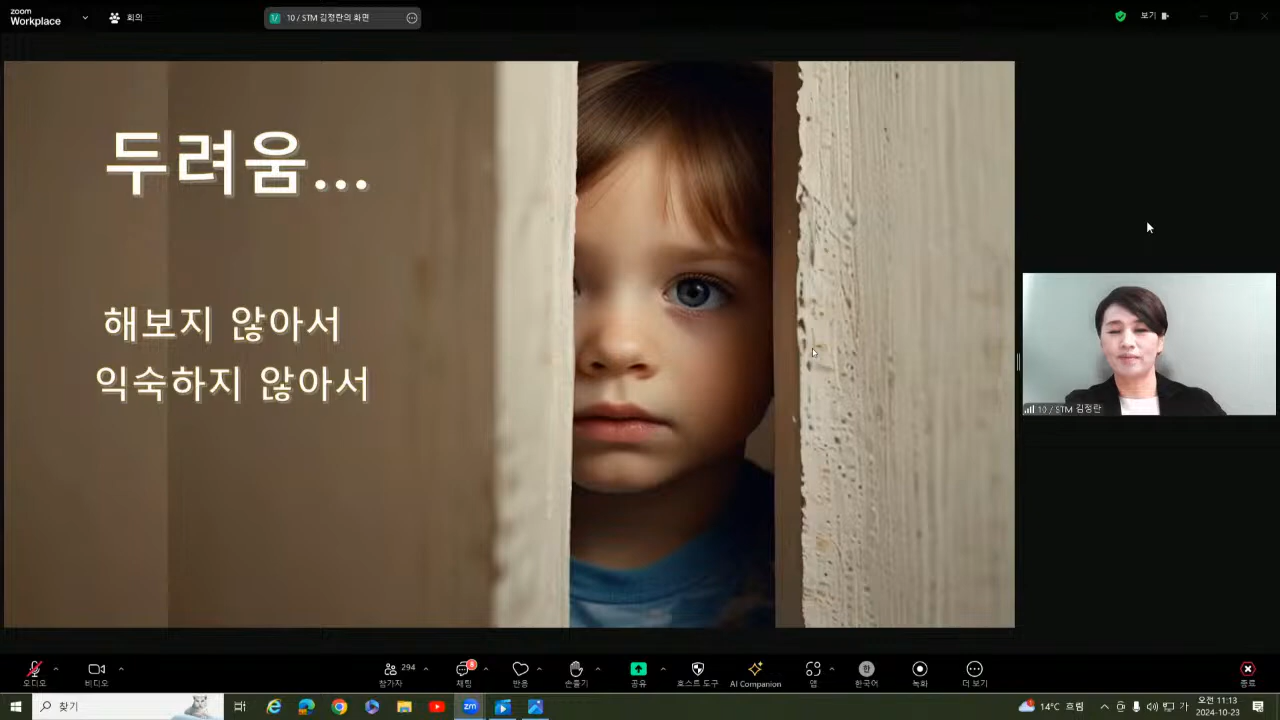 zoom
Workplace
회의
10 / STM 김정란의 화면
보기
두려움...
해보지 않아서
익숙하지 않아서
10 / STM 김정란
오디오
비디오
294
참가자
8
채팅
반응
손들기
공유
호스트 도구
AI Companion
앱
한
한국어
녹화
더 보기
종료
찾기
zm
14°C 흐림
가
오전 11:13
2024-10-23